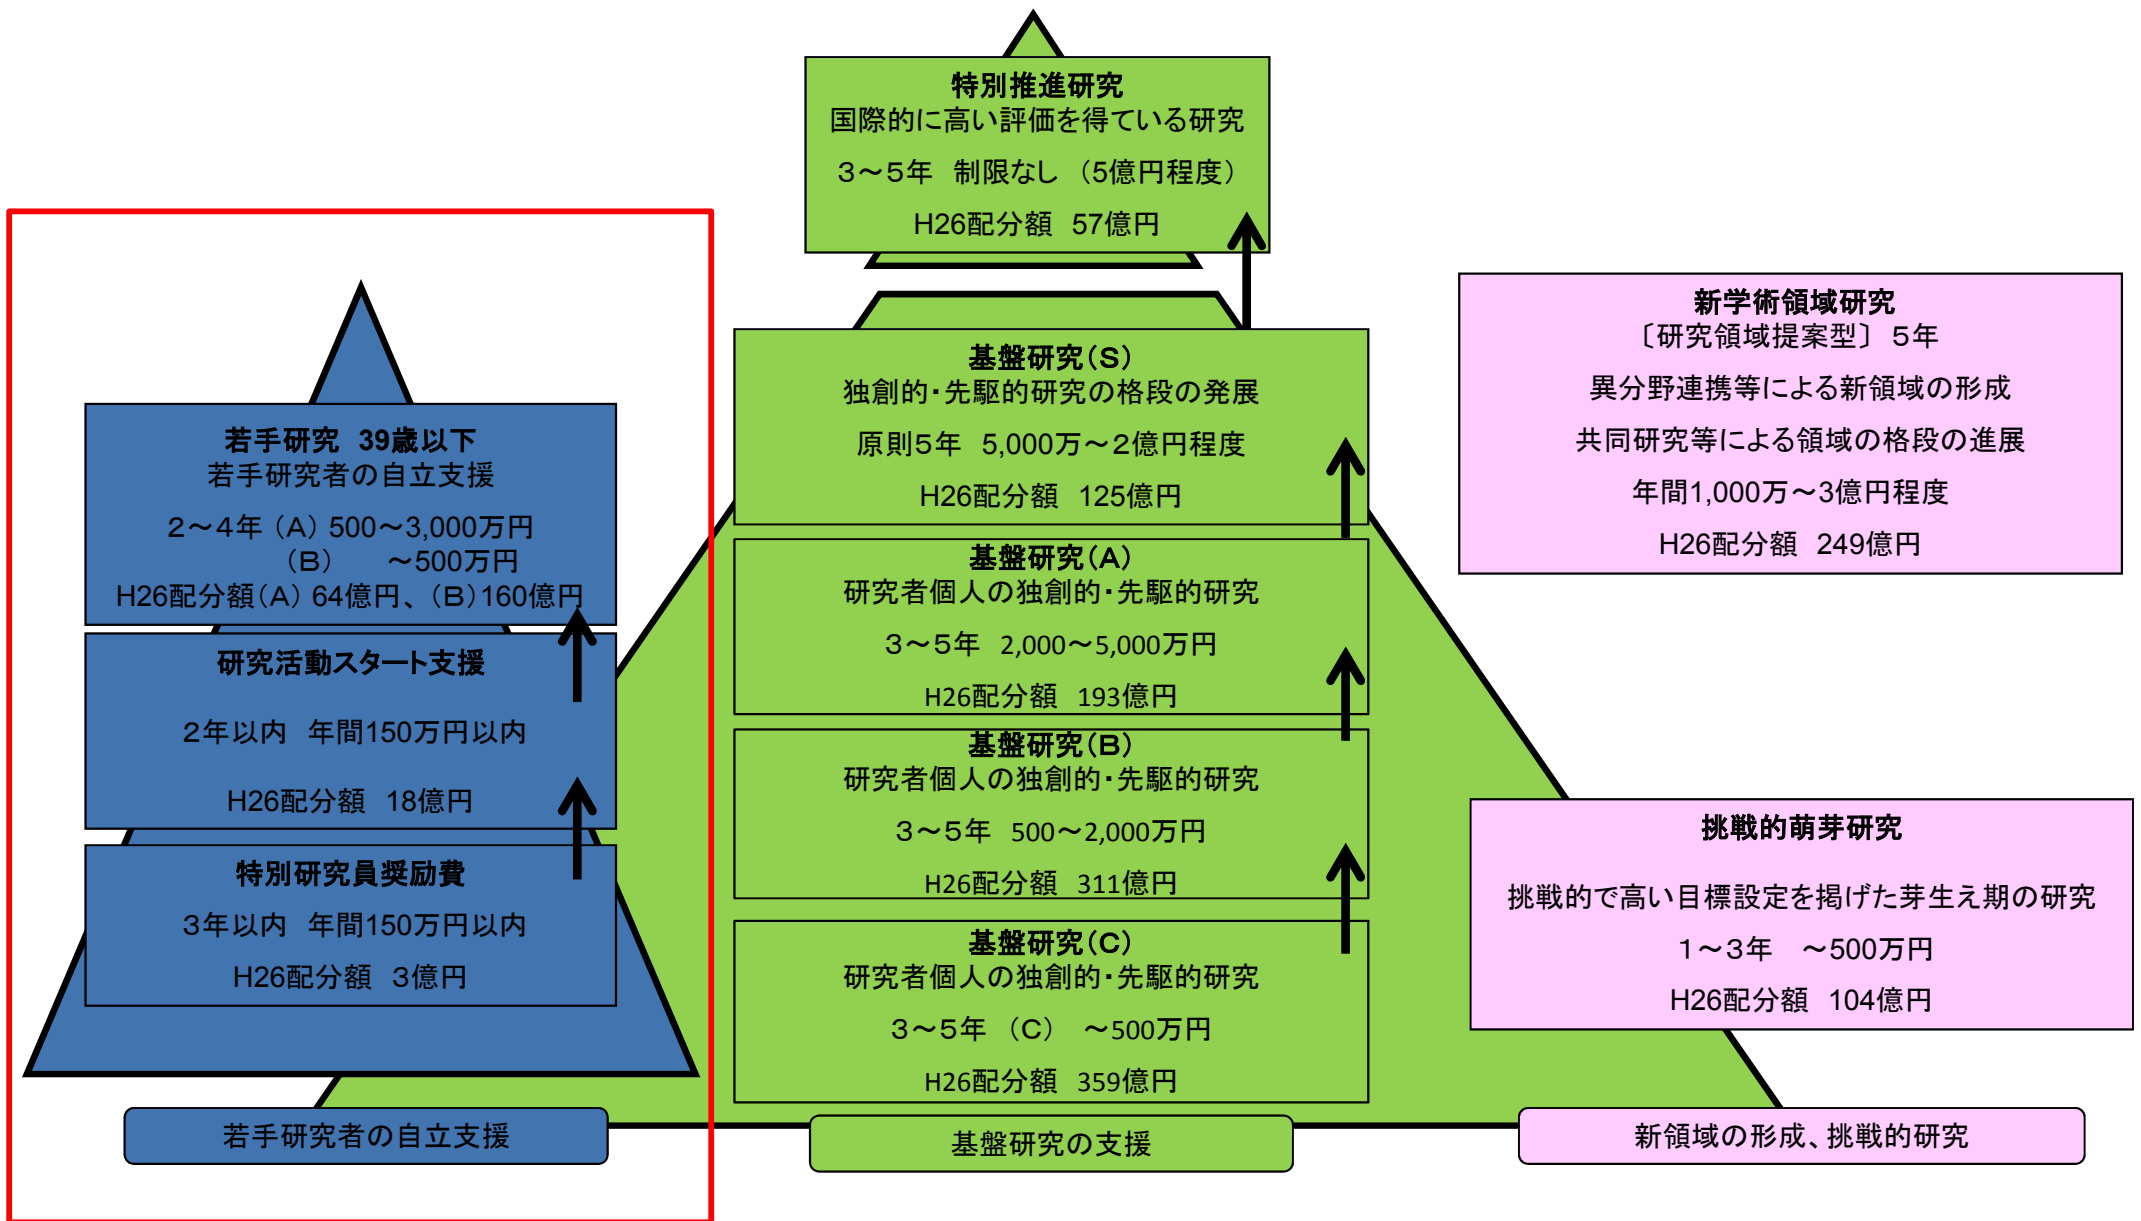 特別推進研究
国際的に高い評価を得ている研究
3～5年　制限なし　（5億円程度）
H26配分額　57億円
若手研究　39歳以下
若手研究者の自立支援
2～4年（A）500～3,000万円
（B）　　～500万円
H26配分額（A）64億円、（B）160億円
研究活動スタート支援
2年以内　年間150万円以内
H26配分額　18億円
特別研究員奨励費
3年以内　年間150万円以内
H26配分額　3億円
若手研究者の自立支援
基盤研究（S）
独創的・先駆的研究の格段の発展
原則5年　5,000万～2億円程度
H26配分額　125億円
基盤研究（A）
研究者個人の独創的・先駆的研究
3～5年　2,000～5,000万円
H26配分額　193億円
基盤研究（B）
研究者個人の独創的・先駆的研究
3～5年　500～2,000万円
H26配分額　311億円
基盤研究（C）
研究者個人の独創的・先駆的研究
3～5年　（C）　～500万円
H26配分額　359億円
基盤研究の支援
新学術領域研究
〔研究領域提案型〕　5年
異分野連携等による新領域の形成
共同研究等による領域の格段の進展
年間1,000万～3億円程度
H26配分額　249億円
挑戦的萌芽研究
挑戦的で高い目標設定を掲げた芽生え期の研究
1～3年　～500万円
H26配分額　104億円
新領域の形成、挑戦的研究